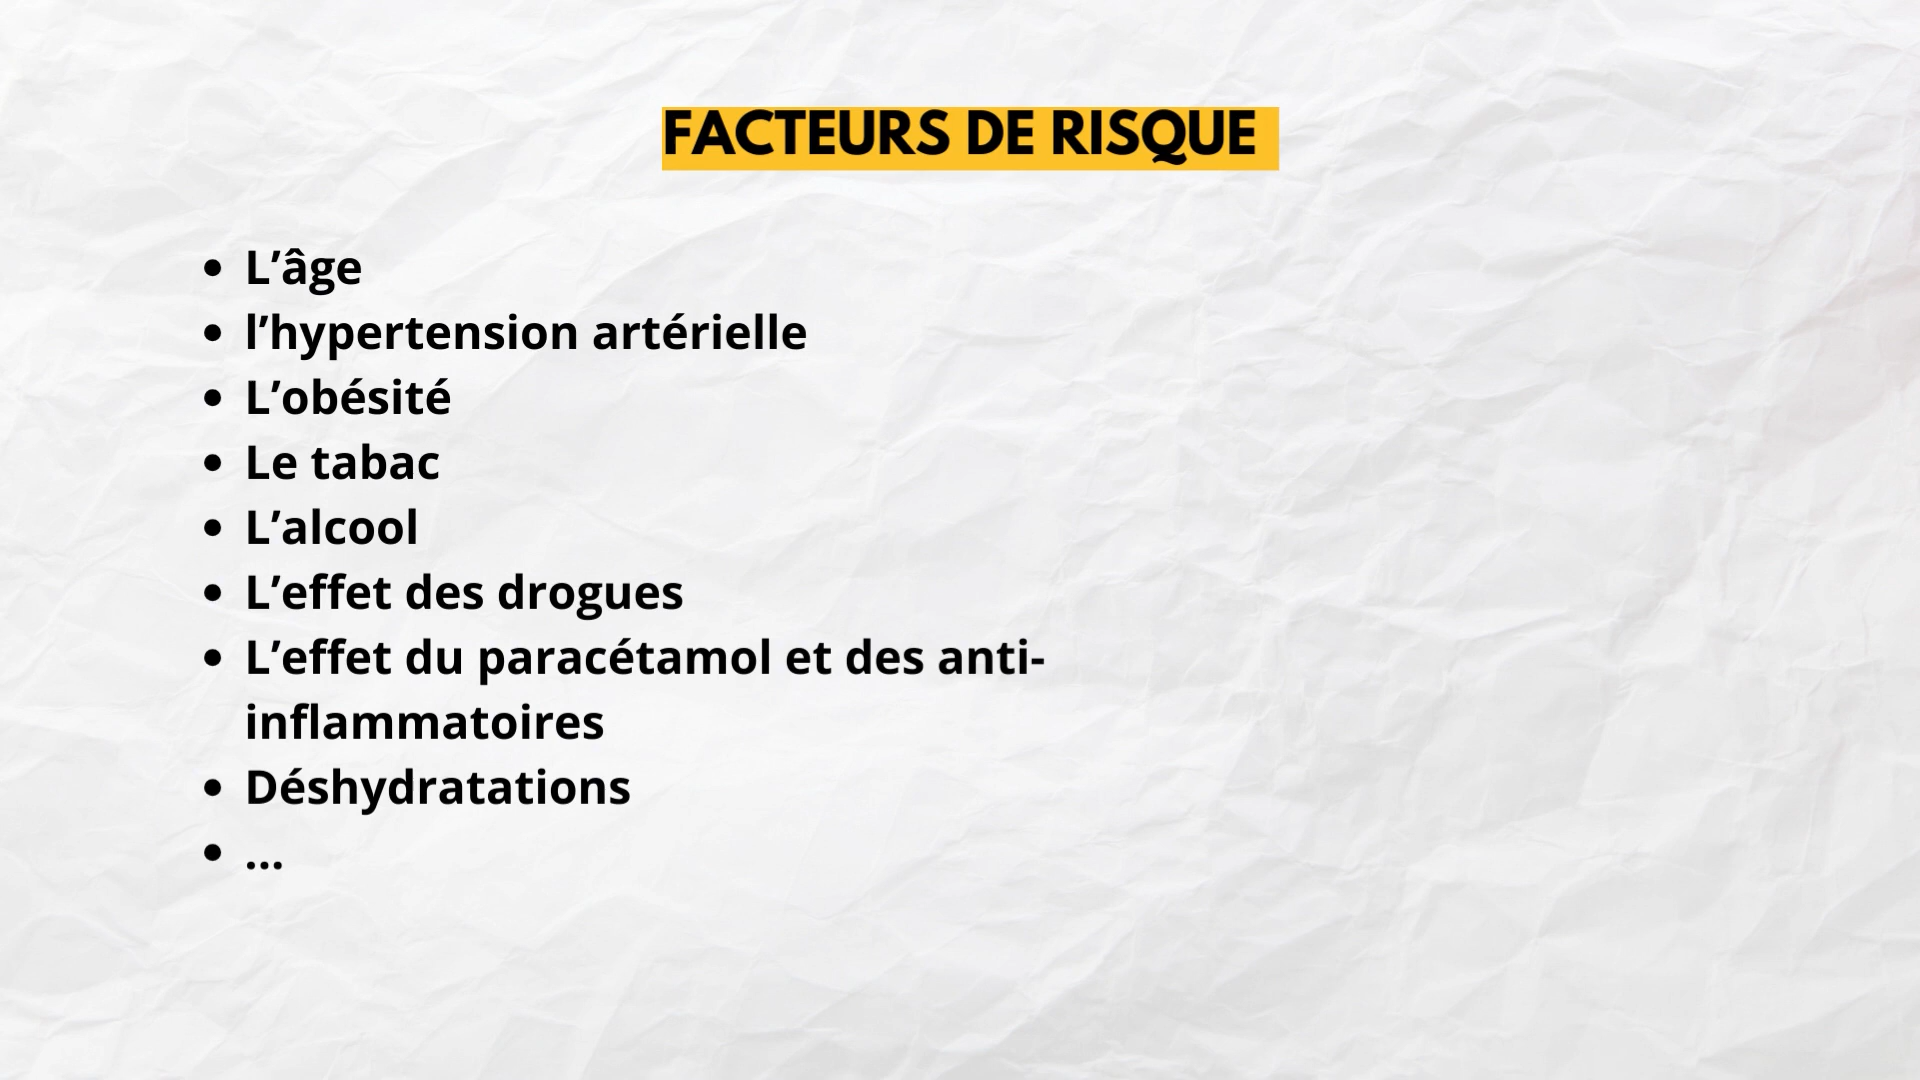 FACTEURS DE RISQUE
• L’âge
• l’hypertension artérielle
• L’obésité
• Le tabac
• L’alcool
• L’effet des drogues
• L’effet du paracétamol et des anti-
inflammatoires
• Déshydratations
• ...